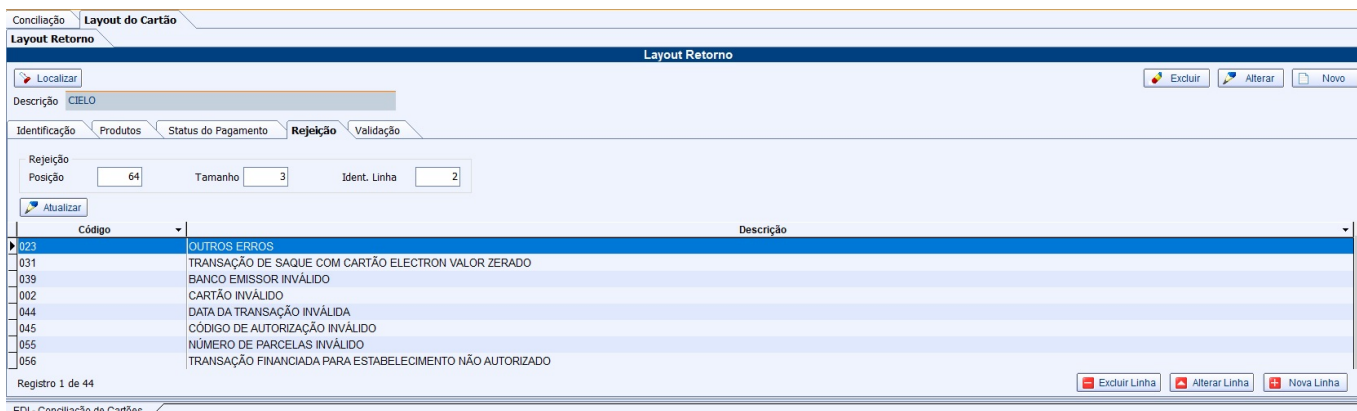 Conciliação Layout do Cartão
Layout Retorno
Layout Retorno
Localizar Excluir Alterar Novo
Descrição CIELO
Identificação Produtos Status do Pagamento Rejeição Validação
Rejeição
Posição 64 Tamanho 3 Ident. Linha 2
Atualizar
Código Descrição
023 OUTROS ERROS
031 TRANSAÇÃO DE SAQUE COM CARTÃO ELECTRON VALOR ZERADO
039 BANCO EMISSOR INVÁLIDO
002 CARTÃO INVÁLIDO
044 DATA DA TRANSAÇÃO INVÁLIDA
045 CÓDIGO DE AUTORIZAÇÃO INVÁLIDO
055 NÚMERO DE PARCELAS INVÁLIDO
056 TRANSAÇÃO FINANCIADA PARA ESTABELECIMENTO NÃO AUTORIZADO
Registro 1 de 44 Excluir Linha Alterar Linha Nova Linha
EDI - Conciliação de Cartões